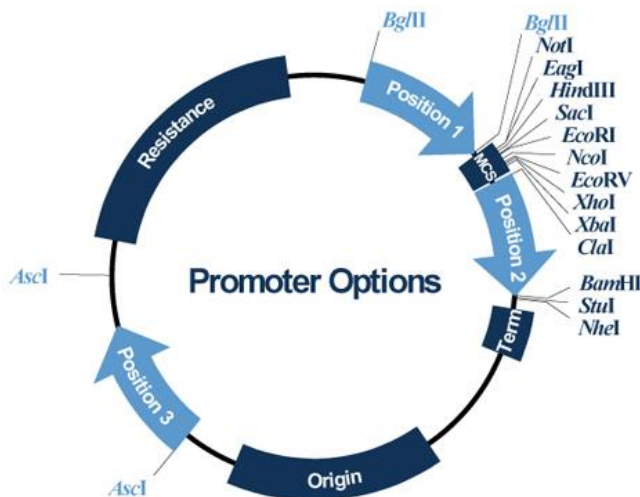 BglII
BglII
NotI
EagI
HindIII
SacI
EcoRI
NcoI
EcoRV
XhoI
XbaI
ClaI
Position 1
MCS
Resistance
Position 2
AscI
Promoter Options
BamHI
StuI
NheI
Term
Position 3
AscI
Origin